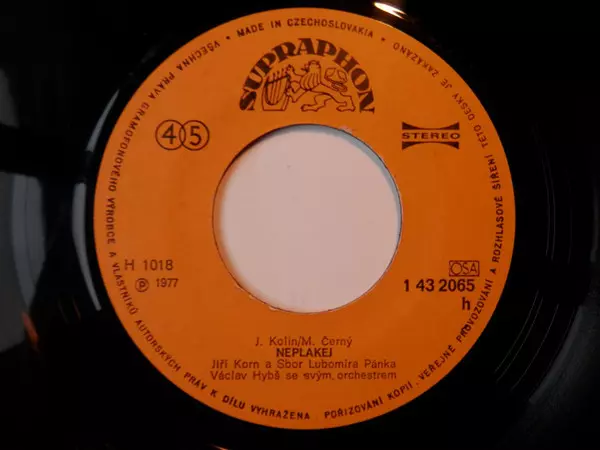 VŠECHNA PRÁVA GRAMOFONOVÉHO VÝROBCE A VLASTNÍKŮ AUTORSKÝCH PRÁV K DÍLU VYHRAŽENA. POŘIZOVÁNÍ KOPIÍ, VEŘEJNÉ PROVOZOVÁNÍ A ROZHLASOVÉ ŠÍŘENÍ TÉTO DESKY JE ZAKÁZÁNO • MADE IN CZECHOSLOVAKIA •
SUPRAPHON
45
STEREO
H 1018
OSA
Ⓟ 1977
1 43 2065
h
J. Kolín/M. Černý
NEPLAKEJ
Jiří Korn a Sbor Lubomíra Pánka
Václav Hybš se svým orchestrem